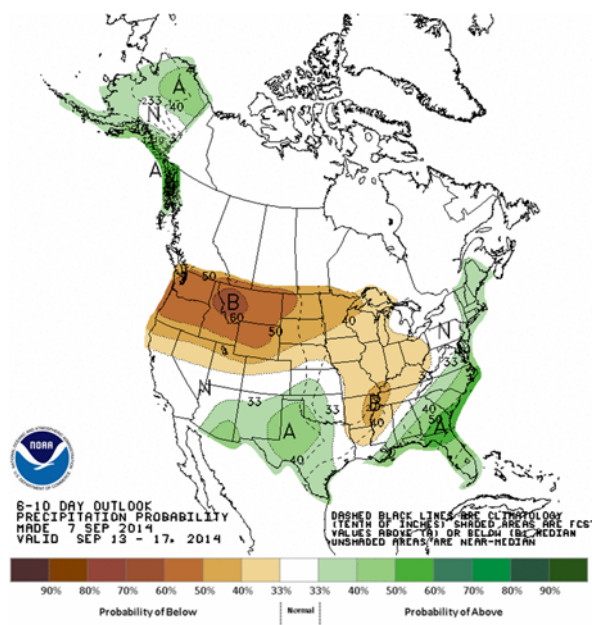 A
33
40
N
A
50
B
60
50
40
N
33
33
N
33
33
B
40
40
50
A
A
40
NOAA
6-10 DAY OUTLOOK
PRECIPITATION PROBABILITY
MADE 7 SEP 2014
VALID SEP 13 - 17, 2014
DASHED BLACK LINES ARE CLIMATOLOGY
(TENTH OF INCHES) SHADED AREAS ARE FCST
VALUES ABOVE (A) OR BELOW (B) MEDIAN
UNSHADED AREAS ARE NEAR-MEDIAN
90% 80% 70% 60% 50% 40% 33% 33% 40% 50% 60% 70% 80% 90%
Probability of Below Normal Probability of Above